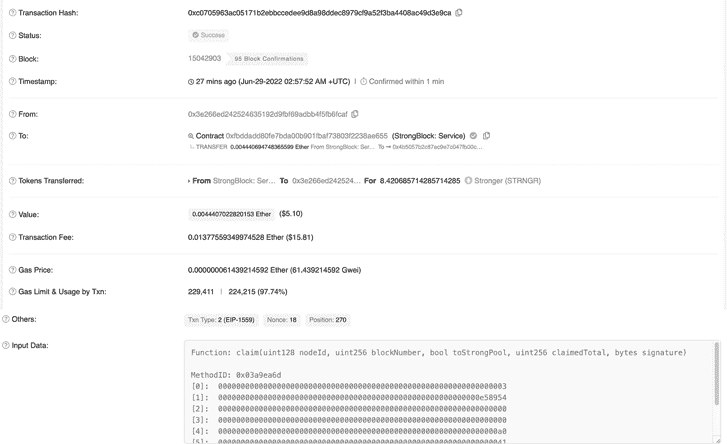 Transaction Hash: 0xc0705963ac05171b2ebbccedee9d8a98ddec8979cf9a52f3ba4408ac49d3e9ca
Status: Success
Block: 15042903 95 Block Confirmations
Timestamp: 27 mins ago (Jun-29-2022 02:57:52 AM +UTC) | Confirmed within 1 min
From: 0x3e266ed242524635192d9fbf69adbb4f5fb6fcaf
To: Contract 0xfbddadd80fe7bda00b901fbaf73803f2238ae655 (StrongBlock: Service)
TRANSFER 0.004440694748365599 Ether From StrongBlock: Ser... To → 0x4b5057b2c87ec9e7c047fb00c...
Tokens Transferred: From StrongBlock: Ser... To 0x3e266ed242524... For 8.420685714285714285 Stronger (STRNGR)
Value: 0.0044407022820153 Ether ($5.10)
Transaction Fee: 0.01377559349974528 Ether ($15.81)
Gas Price: 0.000000061439214592 Ether (61.439214592 Gwei)
Gas Limit & Usage by Txn: 229,411 | 224,215 (97.74%)
Others: Txn Type: 2 (EIP-1559) Nonce: 18 Position: 270
Input Data:
Function: claim(uint128 nodeId, uint256 blockNumber, bool toStrongPool, uint256 claimedTotal, bytes signature)
MethodID: 0x03a9ea6d
[0]: 0000000000000000000000000000000000000000000000000000000000000003
[1]: 0000000000000000000000000000000000000000000000000000000000e58954
[2]: 0000000000000000000000000000000000000000000000000000000000000000
[3]: 0000000000000000000000000000000000000000000000000000000000000000
[4]: 00000000000000000000000000000000000000000000000000000000000000a0